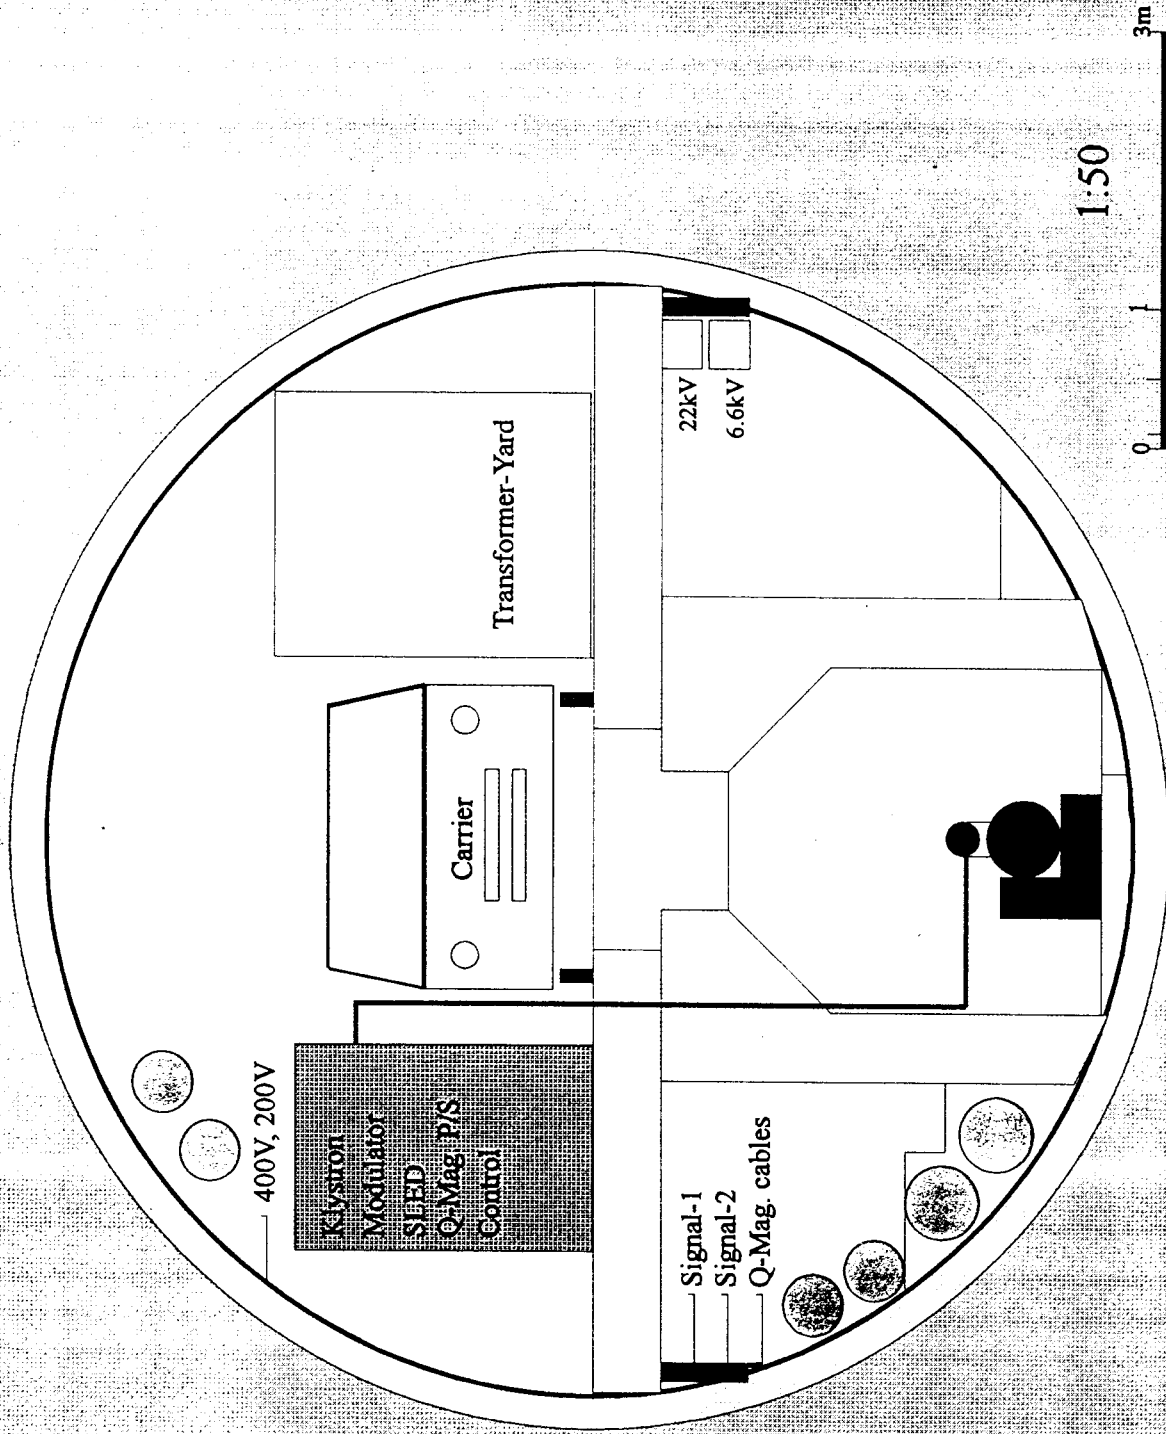 400V, 200V
Klystron
Modulator
SLED
Q-Mag P/S
Control
Carrier
Transformer-Yard
Signal-1
Signal-2
Q-Mag. cables
22kV
6.6kV
1:50
0
1
3m